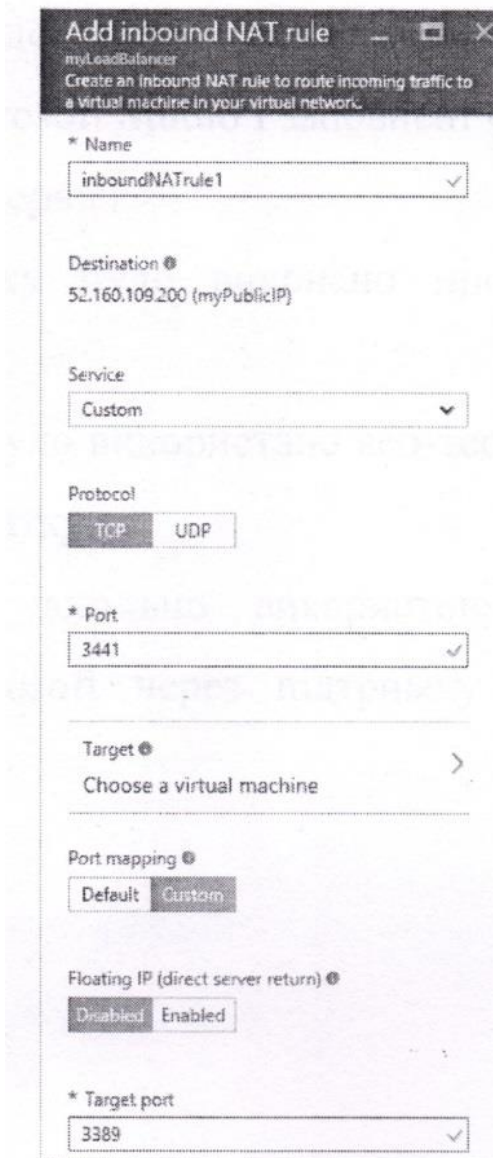 Add inbound NAT rule
myLoadBalancer
Create an inbound NAT rule to route incoming traffic to
a virtual machine in your virtual network.
* Name
inboundNATrule1
Destination
52.160.109.200 (myPublicIP)
Service
Custom
Protocol
TCP UDP
* Port
3441
Target
Choose a virtual machine
Port mapping
Default Custom
Floating IP (direct server return)
Disabled Enabled
* Target port
3389